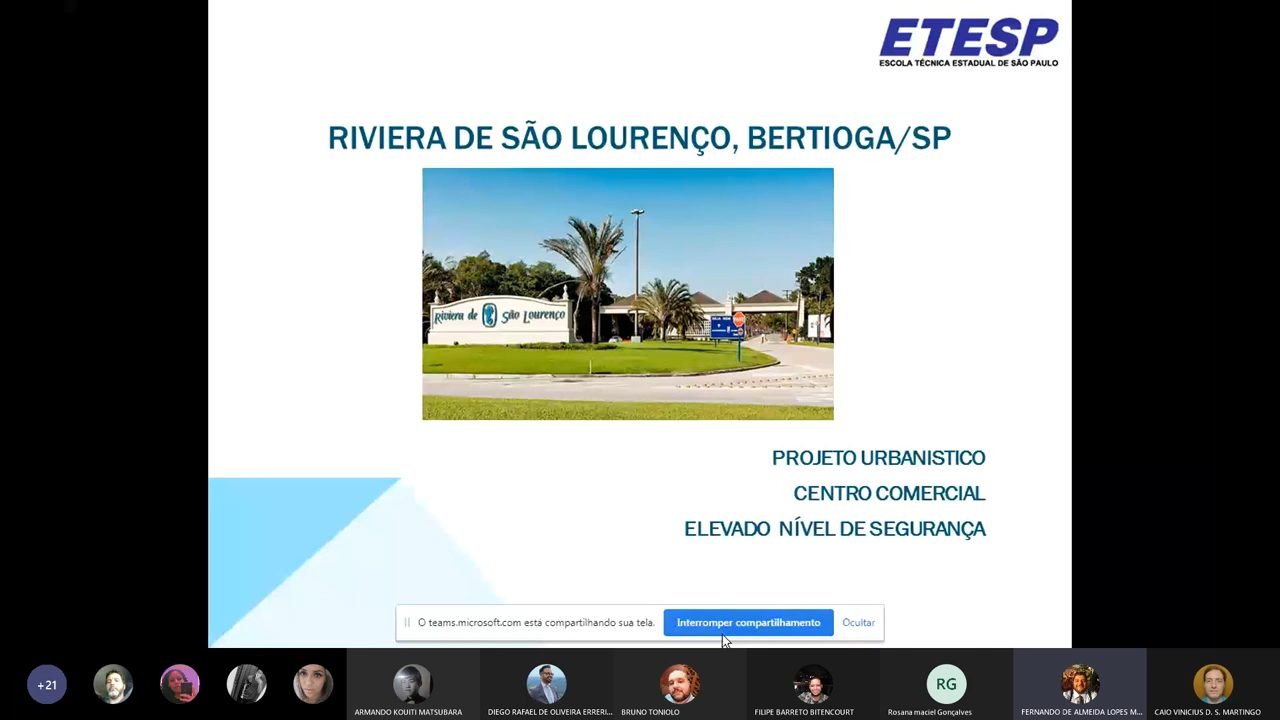 ETESP
ESCOLA TÉCNICA ESTADUAL DE SÃO PAULO
RIVIERA DE SÃO LOURENÇO, BERTIOGA/SP
Riviera de São Lourenço
PROJETO URBANISTICO
CENTRO COMERCIAL
ELEVADO NÍVEL DE SEGURANÇA
O teams.microsoft.com está compartilhando sua tela.
Interromper compartilhamento
Ocultar
+21
ARMANDO KOUITI MATSUBARA
DIEGO RAFAEL DE OLIVEIRA ERRERI...
BRUNO TONIOLO
FILIPE BARRETO BITENCOURT
RG
Rosana maciel Gonçalves
FERNANDO DE ALMEIDA LOPES M...
CAIO VINICIUS D. S. MARTINGO